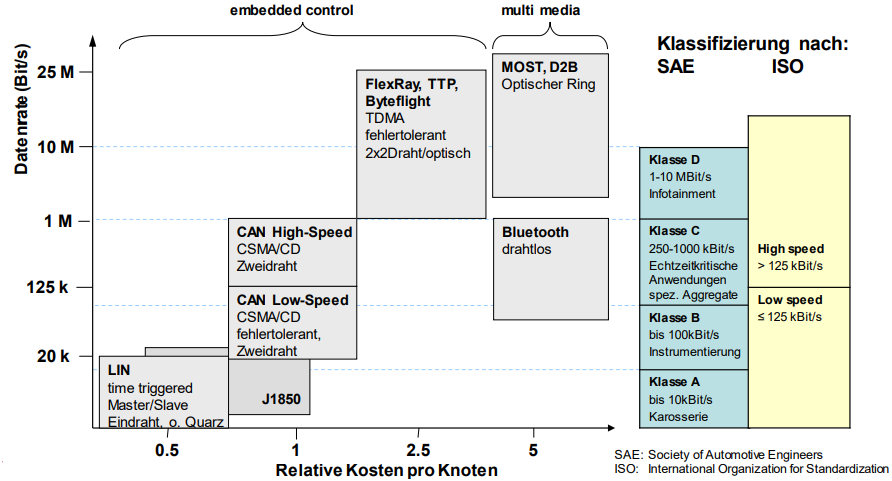 embedded control
multi media
Klassifizierung nach:
SAE
ISO
Datenrate (Bit/s)
25 M
10 M
1 M
125 k
20 k
MOST, D2B
Optischer Ring
FlexRay, TTP,
Byteflight
TDMA
fehlertolerant
2x2Draht/optisch
CAN High-Speed
CSMA/CD
Zweidraht
Bluetooth
drahtlos
CAN Low-Speed
CSMA/CD
fehlertolerant,
Zweidraht
LIN
time triggered
Master/Slave
Eindraht, o. Quarz
J1850
0.5
1
2.5
5
Relative Kosten pro Knoten
Klasse D
1-10 MBit/s
Infotainment
Klasse C
250-1000 kBit/s
Echtzeitkritische
Anwendungen
spez. Aggregate
Klasse B
bis 100kBit/s
Instrumentierung
Klasse A
bis 10kBit/s
Karosserie
High speed
> 125 kBit/s
Low speed
≤ 125 kBit/s
SAE: Society of Automotive Engineers
ISO: International Organization for Standardization